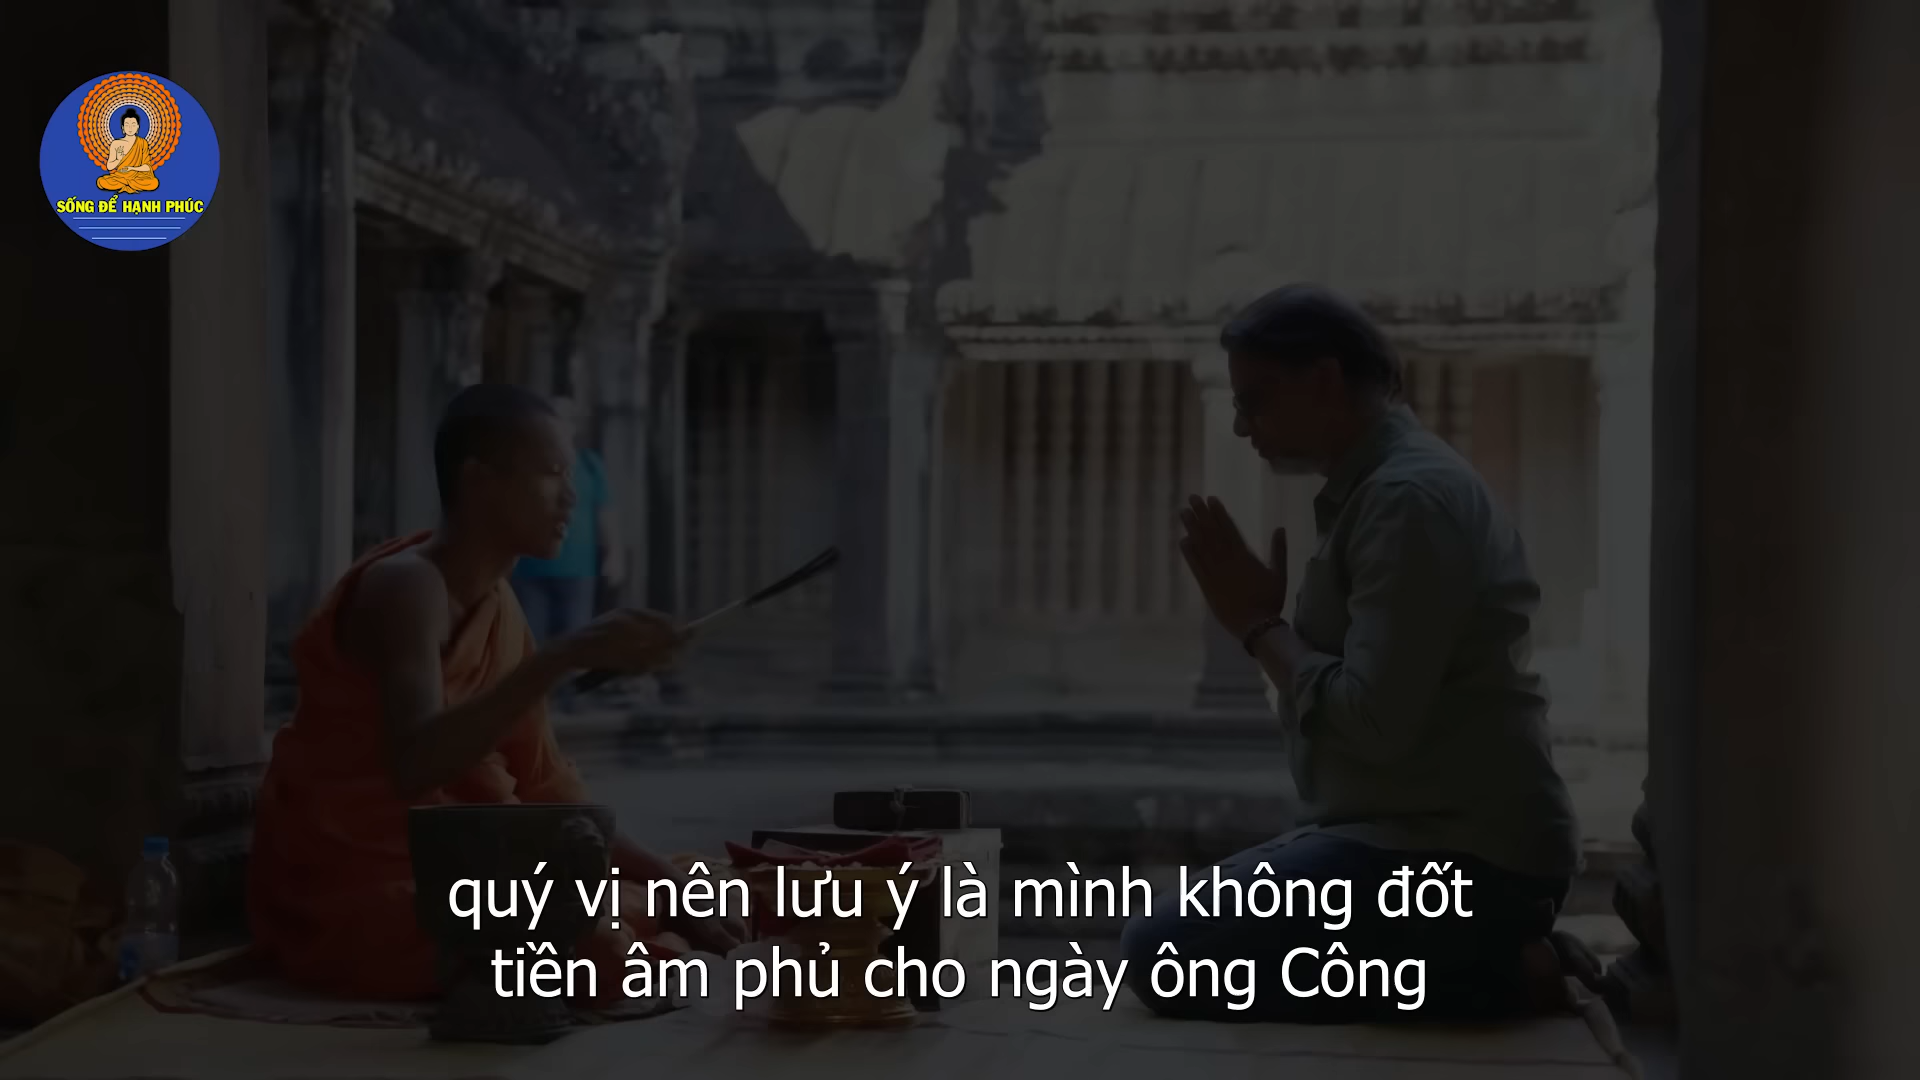 SỐNG ĐỂ HẠNH PHÚC
quý vị nên lưu ý là mình không đốt
tiền âm phủ cho ngày ông Công